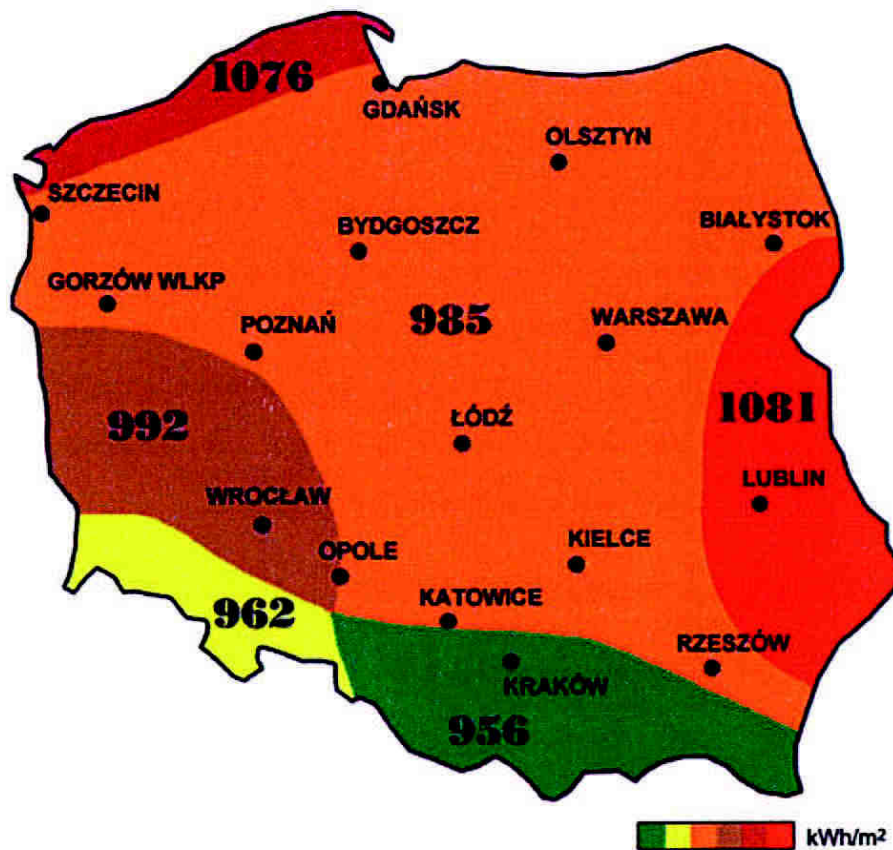 1076
GDAŃSK
OLSZTYN
SZCZECIN
BYDGOSZCZ
BIAŁYSTOK
GORZÓW WLKP
POZNAŃ
985
WARSZAWA
992
ŁÓDŹ
1081
WROCŁAW
LUBLIN
OPOLE
KIELCE
962
KATOWICE
RZESZÓW
KRAKÓW
956
kWh/m²